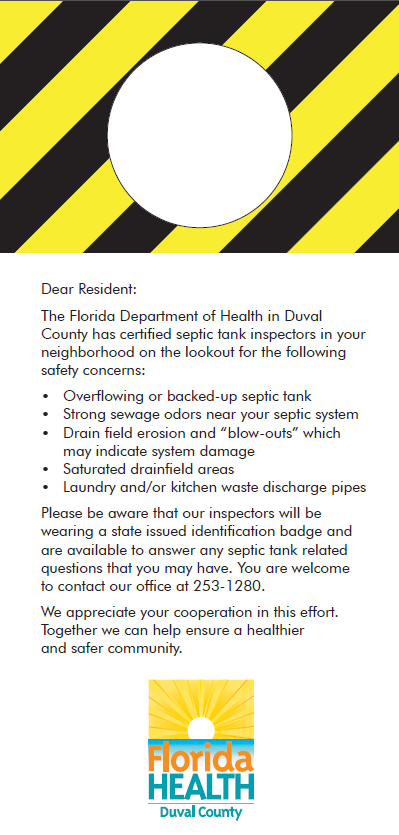 Dear Resident:
The Florida Department of Health in Duval
County has certified septic tank inspectors in your
neighborhood on the lookout for the following
safety concerns:
• Overflowing or backed-up septic tank
• Strong sewage odors near your septic system
• Drain field erosion and “blow-outs” which
may indicate system damage
• Saturated drainfield areas
• Laundry and/or kitchen waste discharge pipes
Please be aware that our inspectors will be
wearing a state issued identification badge and
are available to answer any septic tank related
questions that you may have. You are welcome
to contact our office at 253-1280.
We appreciate your cooperation in this effort.
Together we can help ensure a healthier
and safer community.
Florida
HEALTH
Duval County